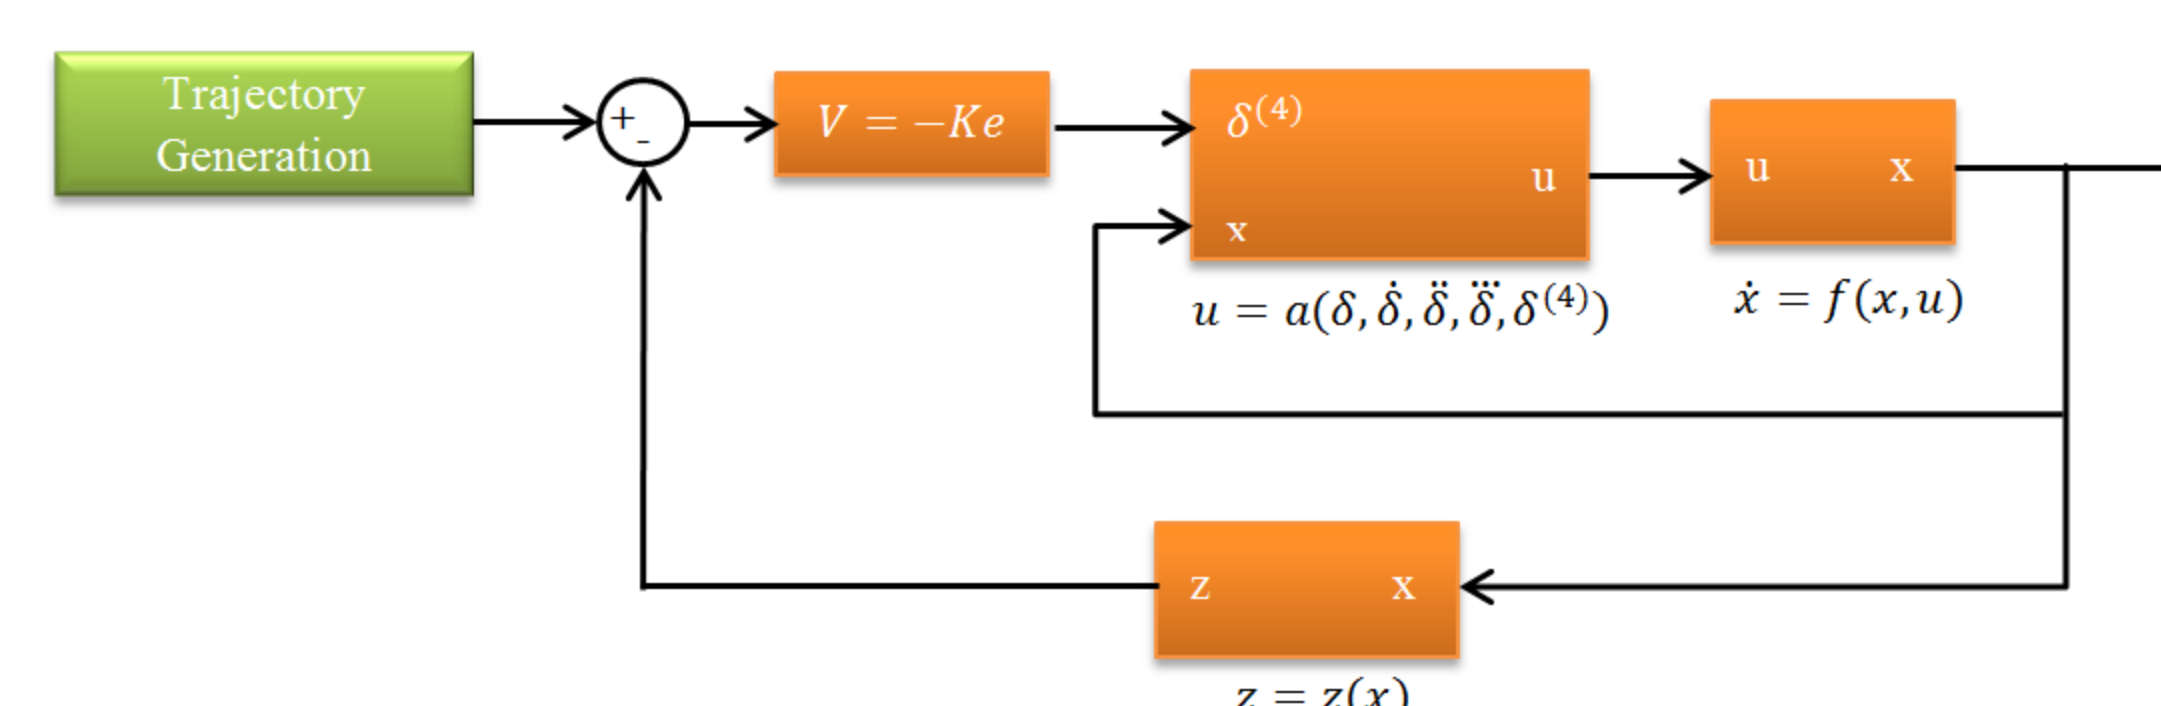 Trajectory
Generation
+
-
V = −Ke
δ⁽⁴⁾
u
x
u = a(δ, δ̇, δ̈, δ⃛, δ⁽⁴⁾)
u x
ẋ = f(x, u)
z x
z = z(x)